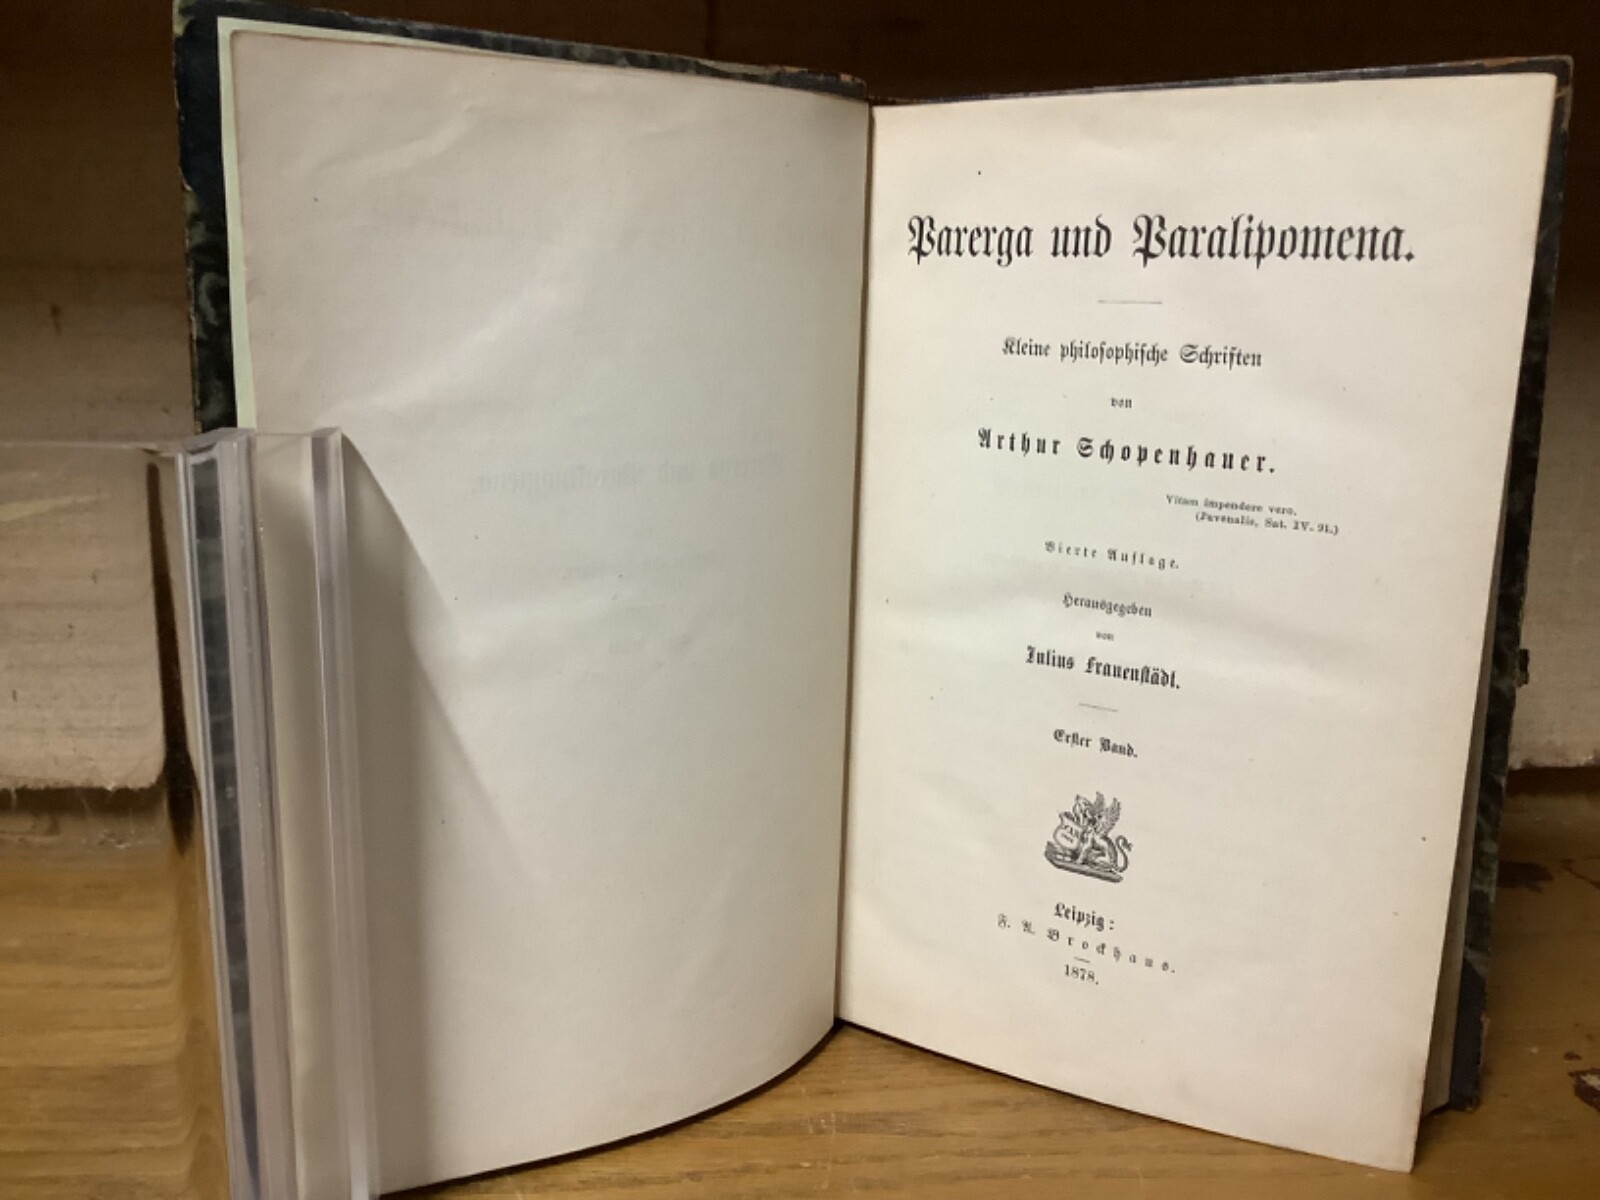 Parerga und Paralipomena.
Kleine philosophische Schriften
von
Arthur Schopenhauer.
Vitam impendere vero.
(Juvenalis, Sat. IV. 91.)
Vierte Auflage.
Herausgegeben
von
Julius Frauenstädt.
Erster Band.
Leipzig:
F. A. Brockhaus.
1878.